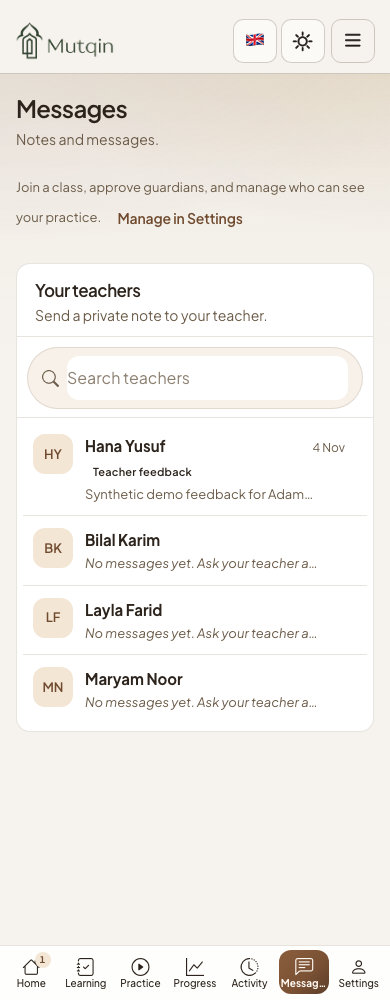 Mutqin
Messages
Notes and messages.
Join a class, approve guardians, and manage who can see
your practice. Manage in Settings
Your teachers
Send a private note to your teacher.
Search teachers
HY
Hana Yusuf
4 Nov
Teacher feedback
Synthetic demo feedback for Adam...
BK
Bilal Karim
No messages yet. Ask your teacher a...
LF
Layla Farid
No messages yet. Ask your teacher a...
MN
Maryam Noor
No messages yet. Ask your teacher a...
1
Home
Learning
Practice
Progress
Activity
Messag...
Settings